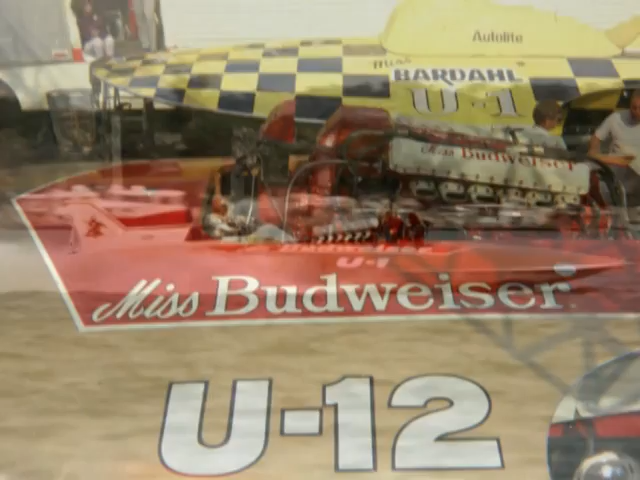 Autolite
Miss
BARDAHL
U-1
Miss Budweiser
U-1
Miss Budweiser
U-12